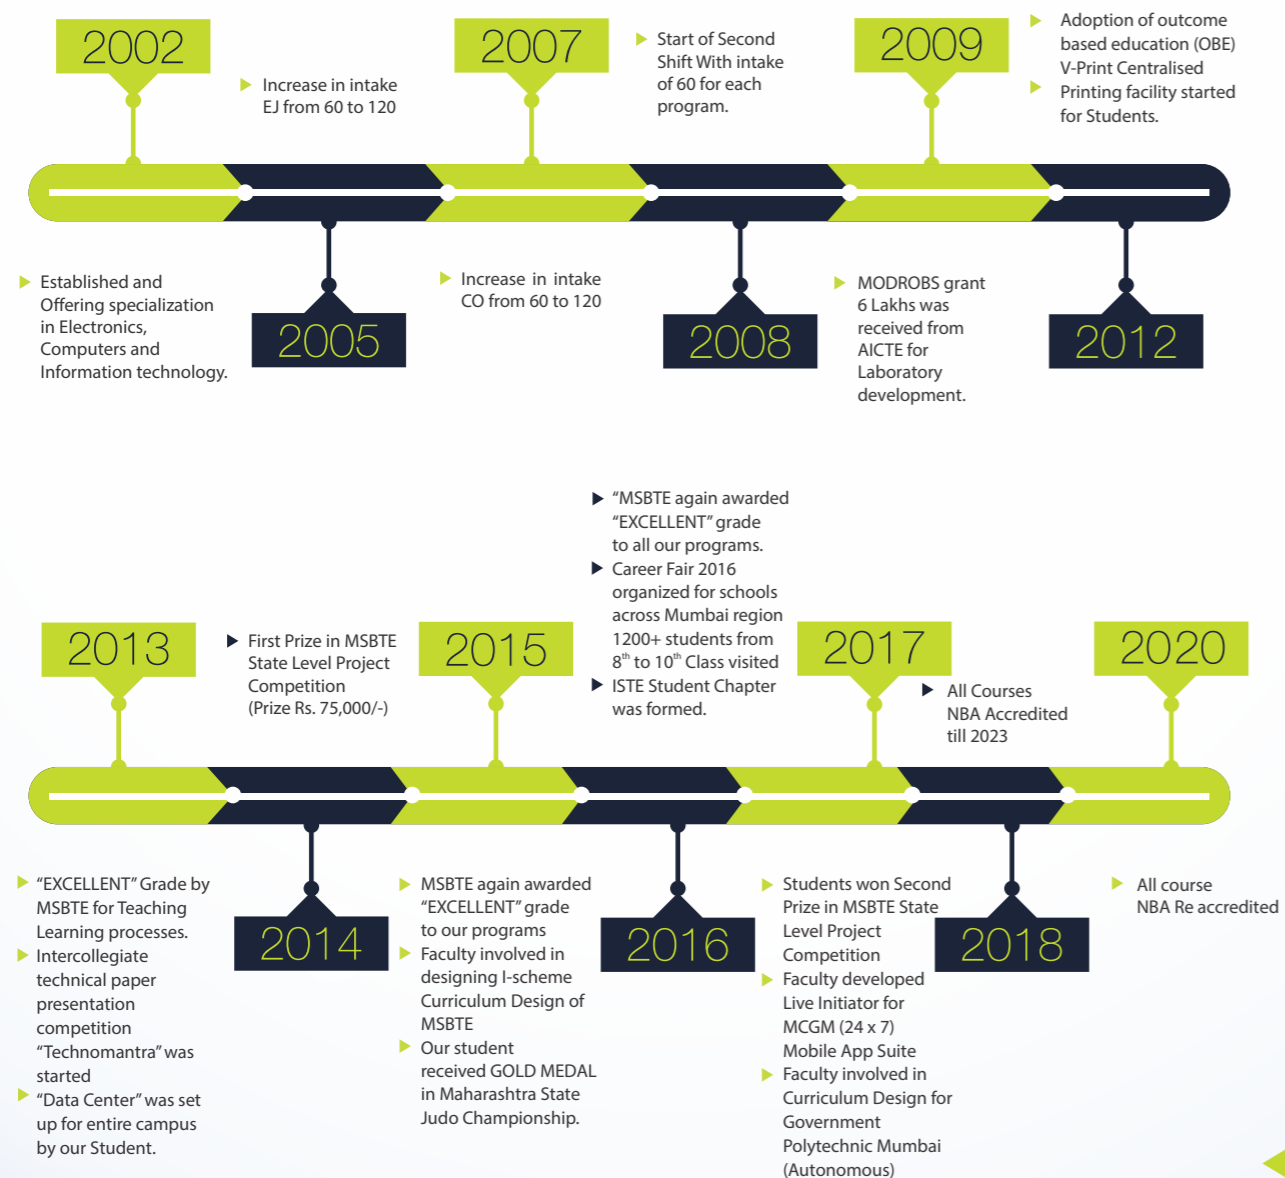 2002
Established and
Offering specialization
in Electronics,
Computers and
Information technology.
Increase in intake
EJ from 60 to 120
2005
2007
Increase in intake
CO from 60 to 120
Start of Second
Shift With intake
of 60 for each
program.
2008
2009
MODROBS grant
6 Lakhs was
received from
AICTE for
Laboratory
development.
Adoption of outcome
based education (OBE)
V-Print Centralised
Printing facility started
for Students.
2012
2013
“EXCELLENT” Grade by
MSBTE for Teaching
Learning processes.
Intercollegiate
technical paper
presentation
competition
“Technomantra” was
started
“Data Center” was set
up for entire campus
by our Student.
First Prize in MSBTE
State Level Project
Competition
(Prize Rs. 75,000/-)
2014
2015
MSBTE again awarded
“EXCELLENT” grade
to our programs
Faculty involved in
designing I-scheme
Curriculum Design of
MSBTE
Our student
received GOLD MEDAL
in Maharashtra State
Judo Championship.
“MSBTE again awarded
“EXCELLENT” grade
to all our programs.
Career Fair 2016
organized for schools
across Mumbai region
1200+ students from
8th to 10th Class visited
ISTE Student Chapter
was formed.
2016
2017
Students won Second
Prize in MSBTE State
Level Project
Competition
Faculty developed
Live Initiator for
MCGM (24 x 7)
Mobile App Suite
Faculty involved in
Curriculum Design for
Government
Polytechnic Mumbai
(Autonomous)
All Courses
NBA Accredited
till 2023
2018
2020
All course
NBA Re accredited